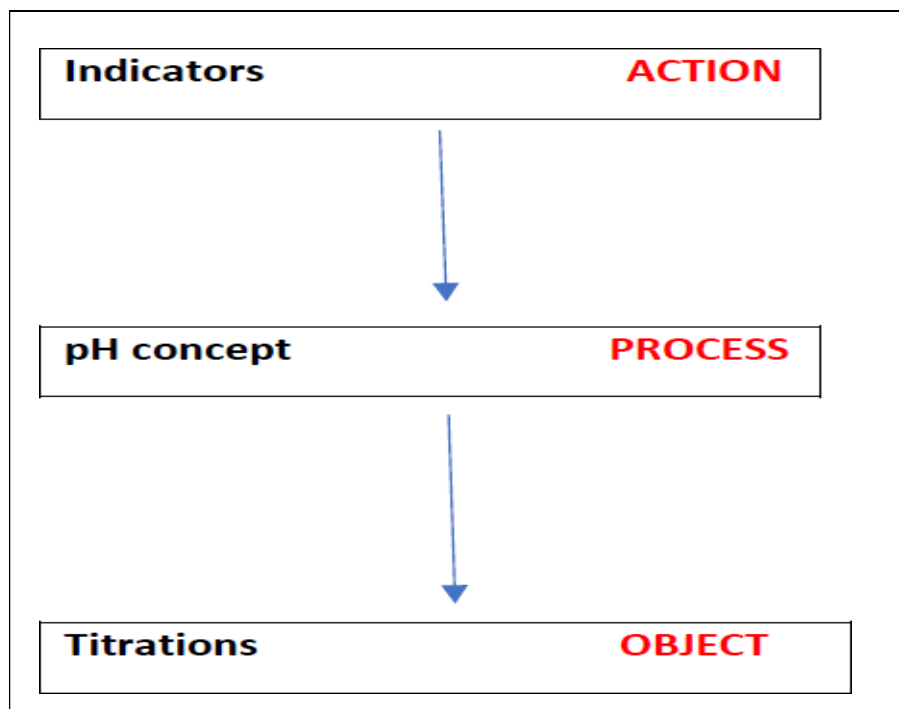 Indicators ACTION
pH concept PROCESS
Titrations OBJECT